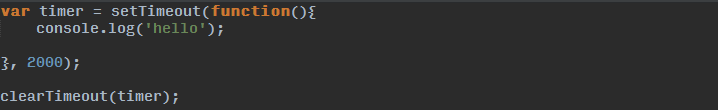 var timer = setTimeout(function(){
    console.log('hello');
}, 2000);
clearTimeout(timer);